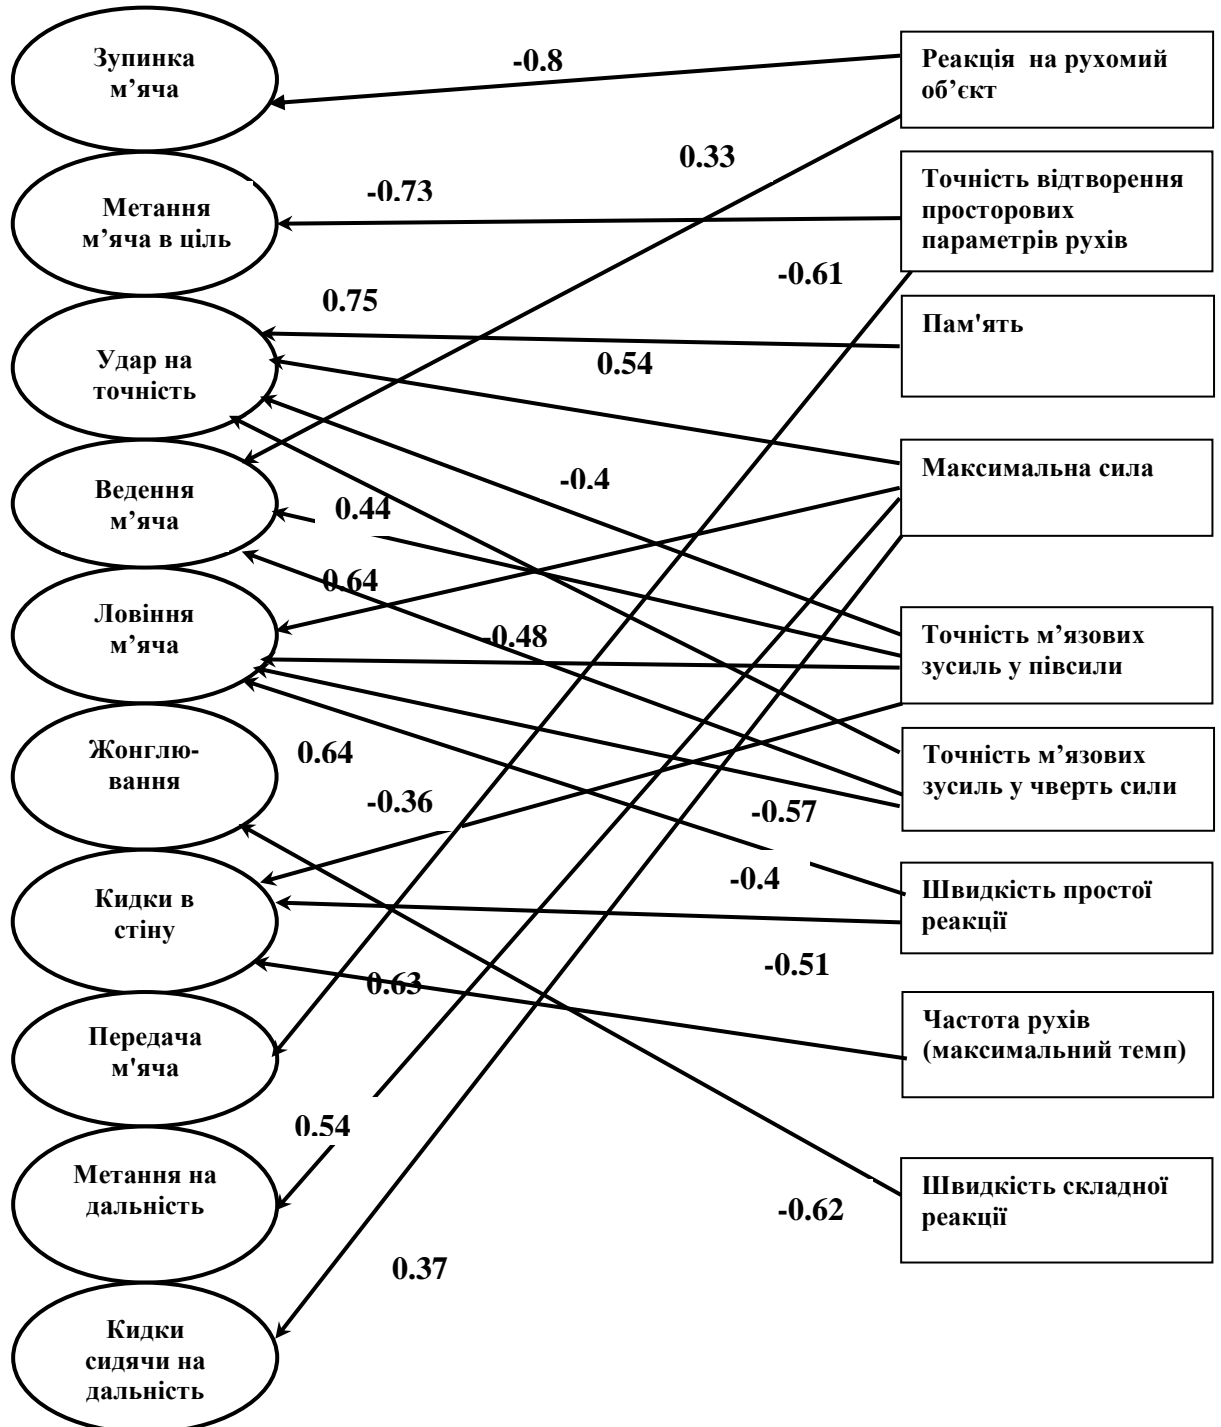 Зупинка
м’яча
Метання
м’яча в ціль
Удар на
точність
Ведення
м’яча
Ловіння
м’яча
Жонглю-
вання
Кидки в
стіну
Передача
м'яча
Метання на
дальність
Кидки
сидячи на
дальність
-0.8
0.33
-0.73
-0.61
0.75
0.54
-0.4
0.44
0.64
-0.48
0.64
-0.36
-0.57
-0.4
-0.51
0.63
0.54
-0.62
0.37
Реакція на рухомий
об’єкт
Точність відтворення
просторових
параметрів рухів
Пам'ять
Максимальна сила
Точність м’язових
зусиль у півсили
Точність м’язових
зусиль у чверть сили
Швидкість простої
реакції
Частота рухів
(максимальний темп)
Швидкість складної
реакції